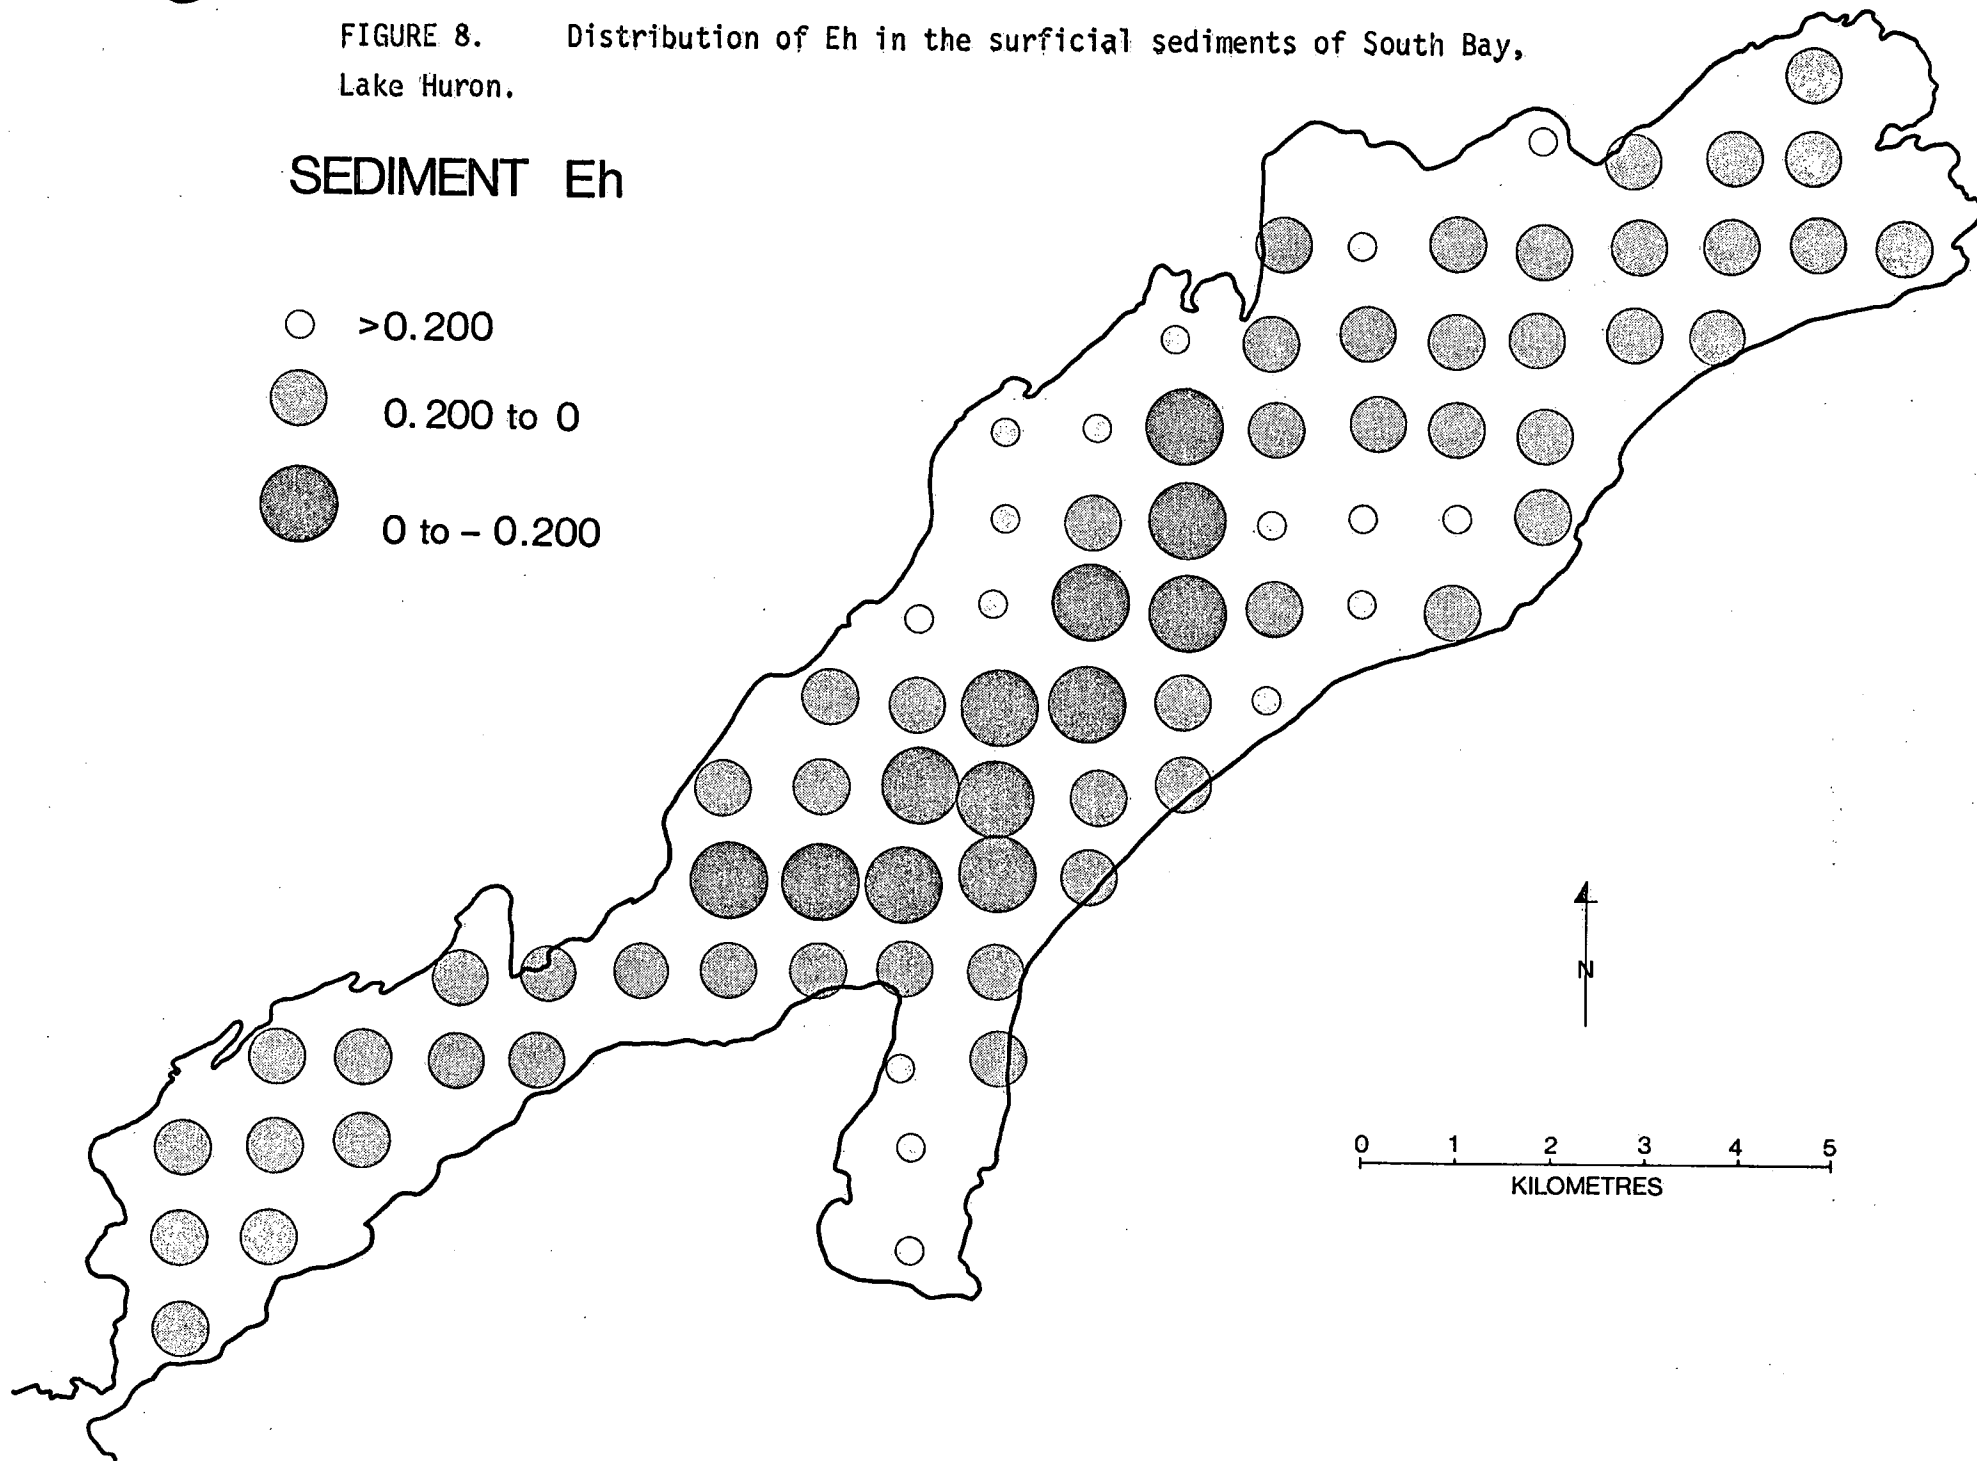 FIGURE 8. Distribution of Eh in the surficial sediments of South Bay,
Lake Huron.
SEDIMENT Eh
>0.200
0.200 to 0
0 to - 0.200
N
0 1 2 3 4 5
KILOMETRES